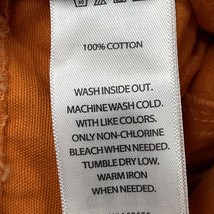 100% COTTON
WASH INSIDE OUT.
MACHINE WASH COLD.
WITH LIKE COLORS.
ONLY NON-CHLORINE
BLEACH WHEN NEEDED.
TUMBLE DRY LOW.
WARM IRON
WHEN NEEDED.